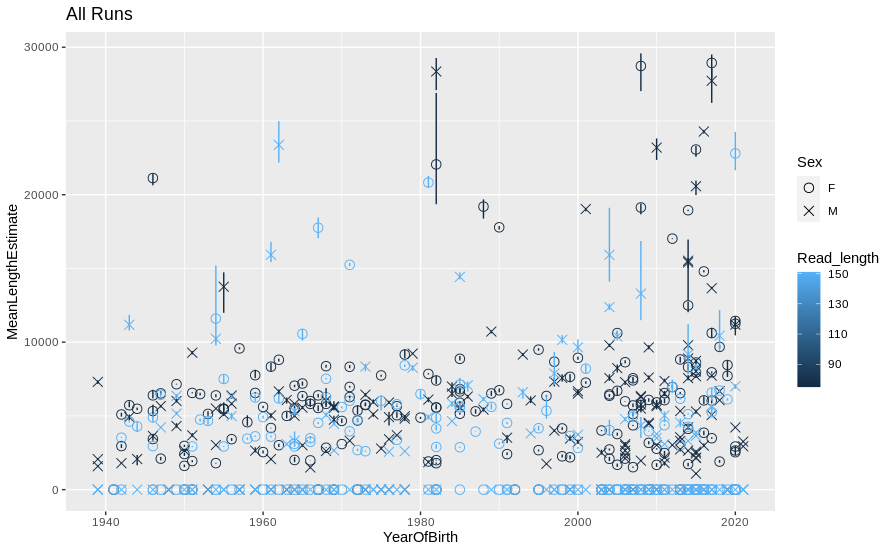 All Runs
30000
20000
10000
0
MeanLengthEstimate
1940
1960
1980
2000
2020
YearOfBirth
Sex
F
M
Read_length
150
130
110
90